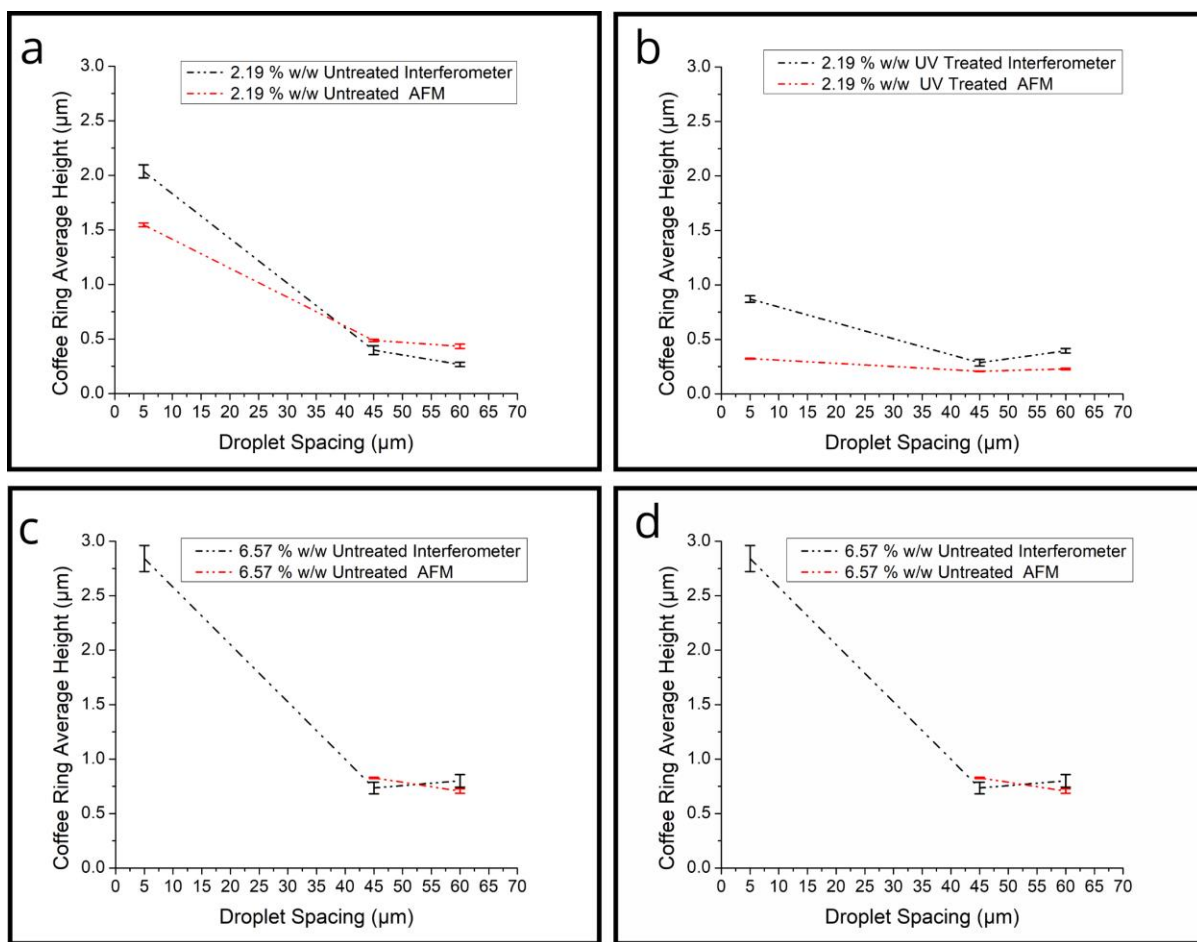 a
2.19 % w/w Untreated Interferometer
2.19 % w/w Untreated AFM
Coffee Ring Average Height (µm)
3.0
2.5
2.0
1.5
1.0
0.5
0.0
0 5 10 15 20 25 30 35 40 45 50 55 60 65 70
Droplet Spacing (µm)
b
2.19 % w/w UV Treated Interferometer
2.19 % w/w UV Treated AFM
Coffee Ring Average Height (µm)
3.0
2.5
2.0
1.5
1.0
0.5
0.0
0 5 10 15 20 25 30 35 40 45 50 55 60 65 70
Droplet Spacing (µm)
c
6.57 % w/w Untreated Interferometer
6.57 % w/w Untreated AFM
Coffee Ring Average Height (µm)
3.0
2.5
2.0
1.5
1.0
0.5
0.0
0 5 10 15 20 25 30 35 40 45 50 55 60 65 70
Droplet Spacing (µm)
d
6.57 % w/w Untreated Interferometer
6.57 % w/w Untreated AFM
Coffee Ring Average Height (µm)
3.0
2.5
2.0
1.5
1.0
0.5
0.0
0 5 10 15 20 25 30 35 40 45 50 55 60 65 70
Droplet Spacing (µm)